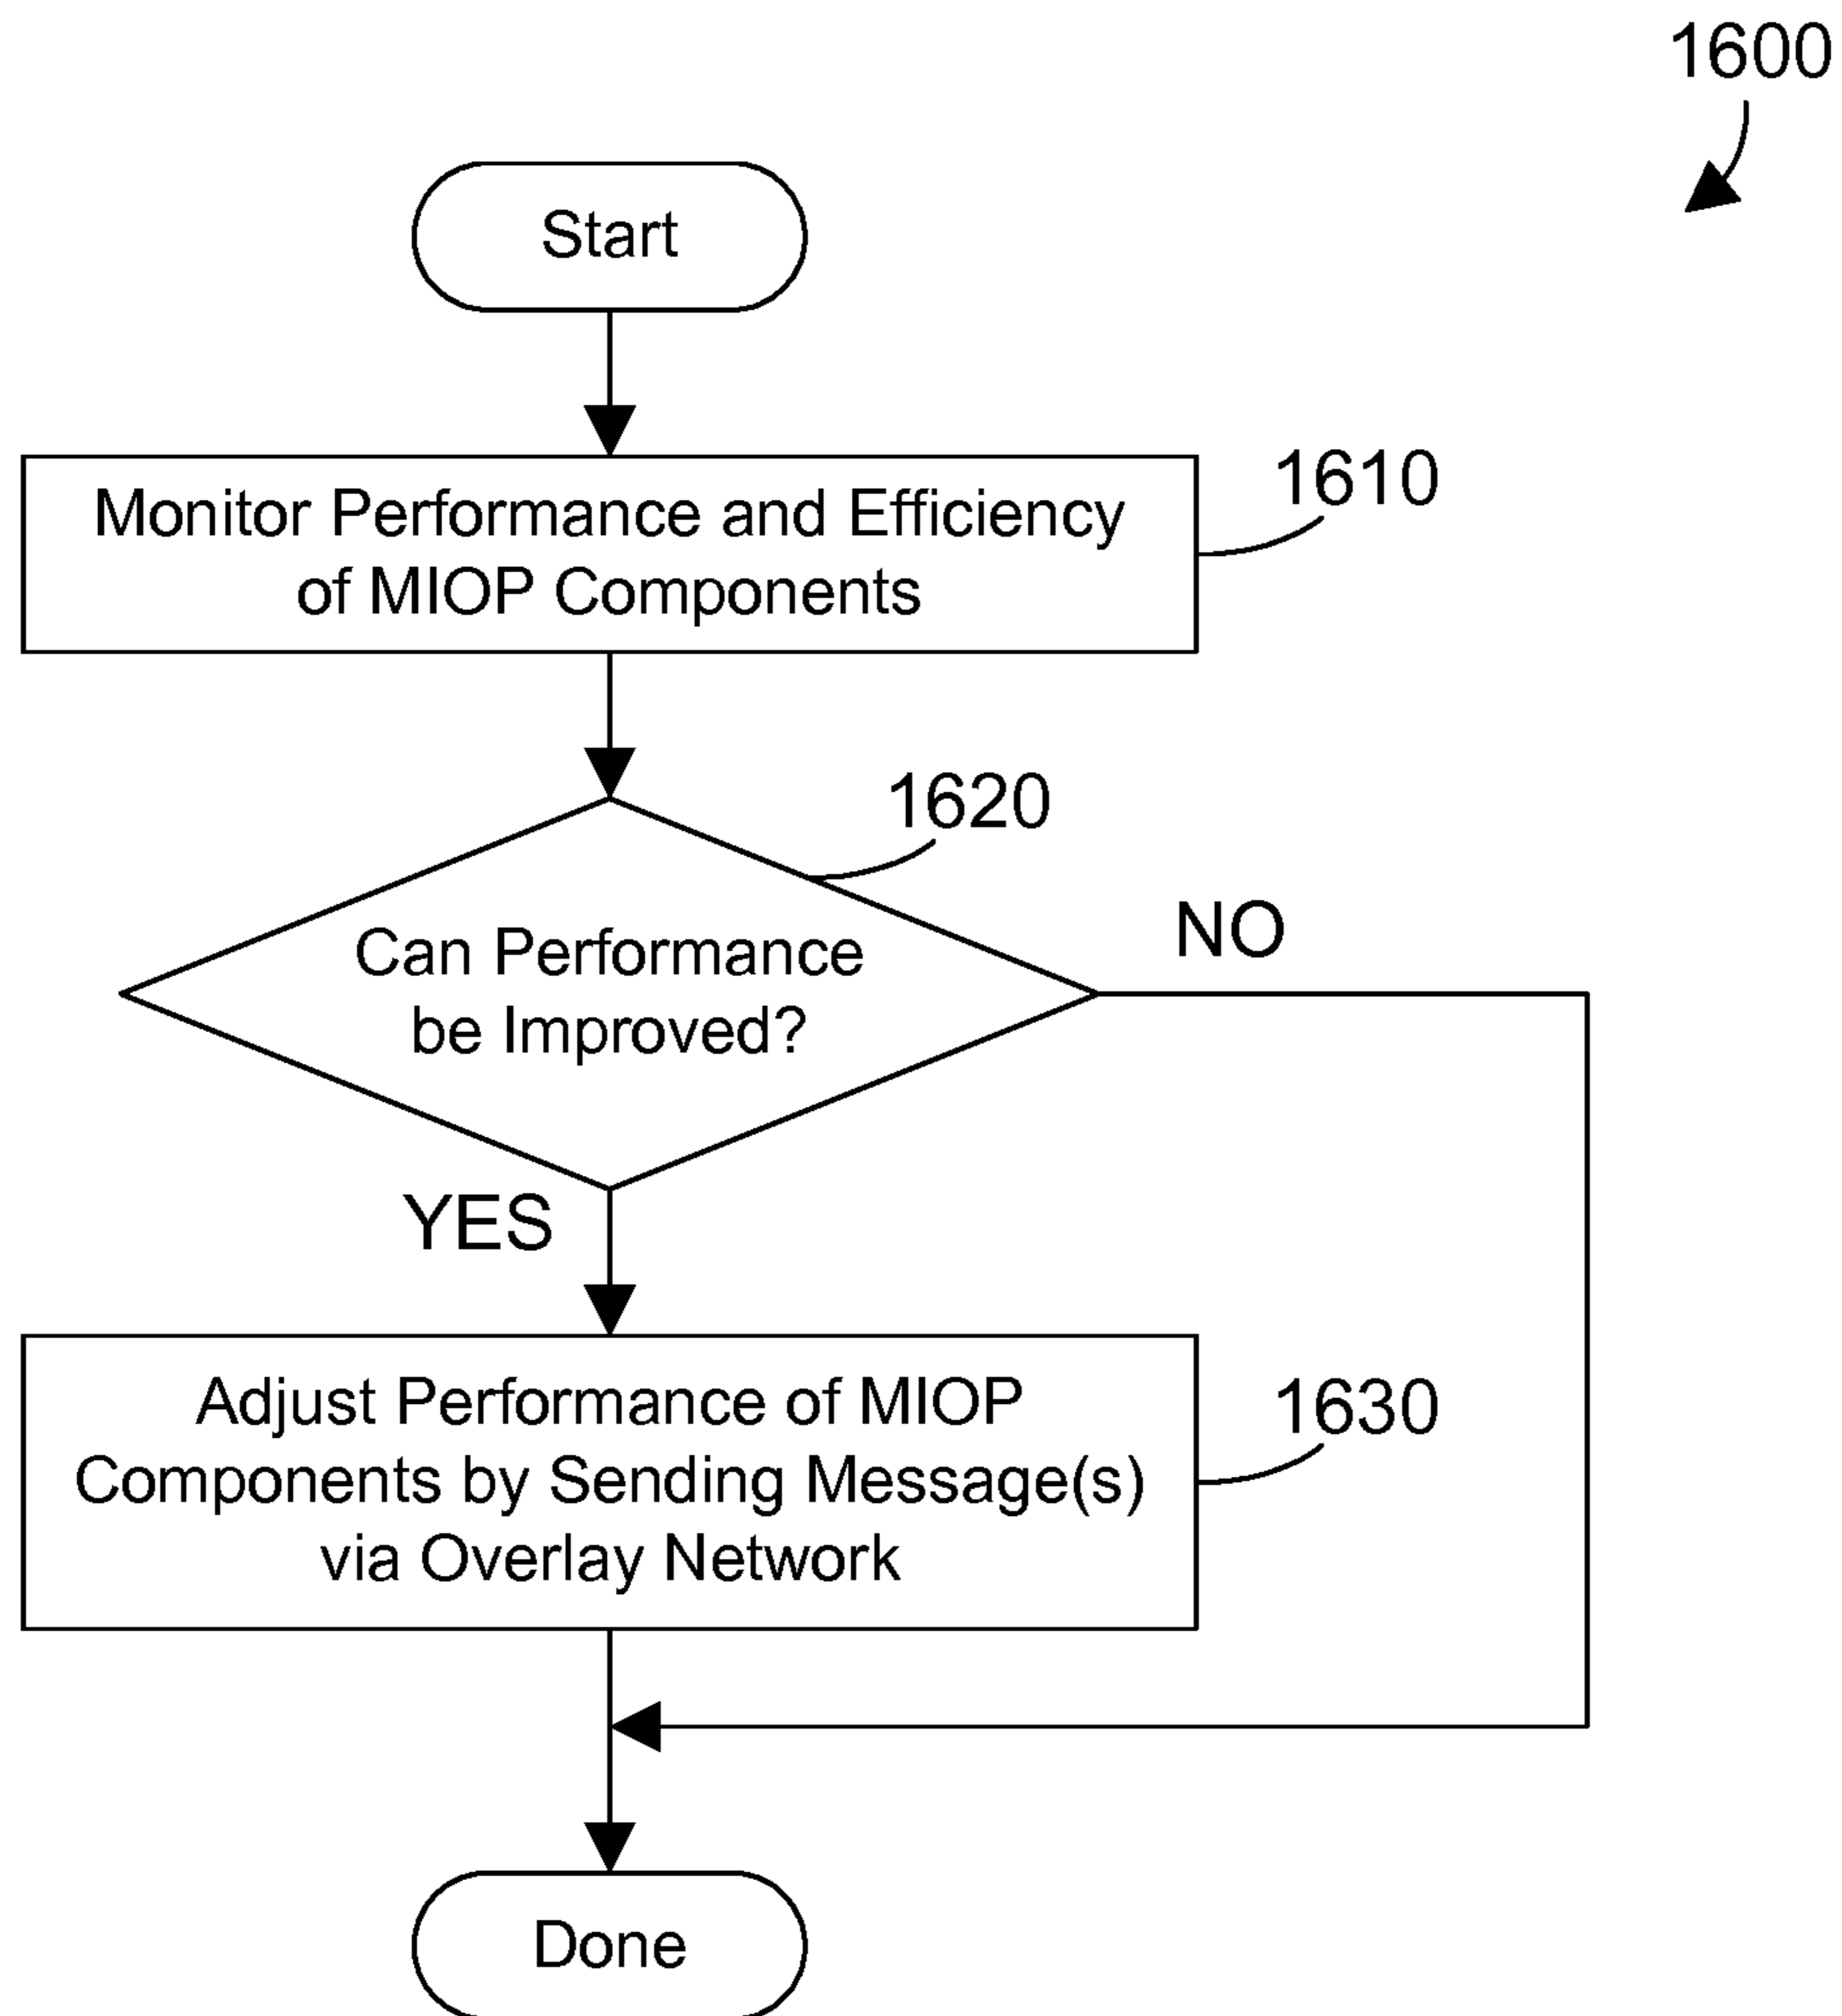 1600
Start
Monitor Performance and Efficiency
of MIOP Components
1610
1620
Can Performance
be Improved?
NO
YES
Adjust Performance of MIOP
Components by Sending Message(s)
via Overlay Network
1630
Done